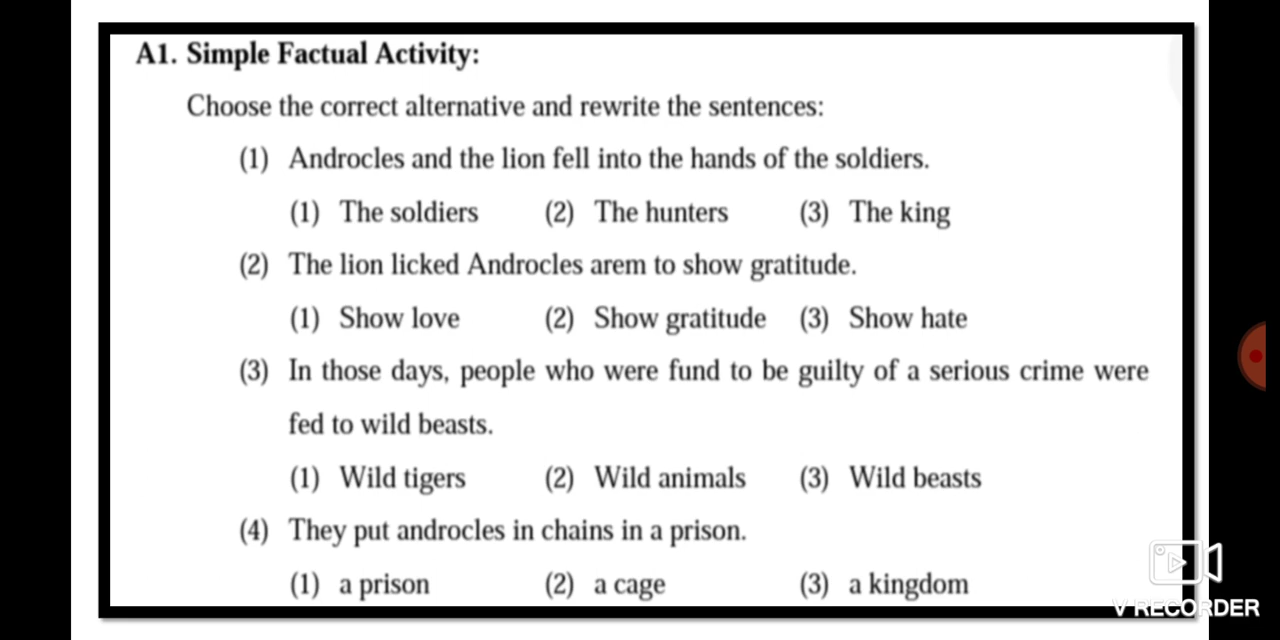 A1. Simple Factual Activity:
Choose the correct alternative and rewrite the sentences:
(1) Androcles and the lion fell into the hands of the soldiers.
(1) The soldiers (2) The hunters (3) The king
(2) The lion licked Androcles arem to show gratitude.
(1) Show love (2) Show gratitude (3) Show hate
(3) In those days, people who were fund to be guilty of a serious crime were
fed to wild beasts.
(1) Wild tigers (2) Wild animals (3) Wild beasts
(4) They put androcles in chains in a prison.
(1) a prison (2) a cage (3) a kingdom
V RECORDER